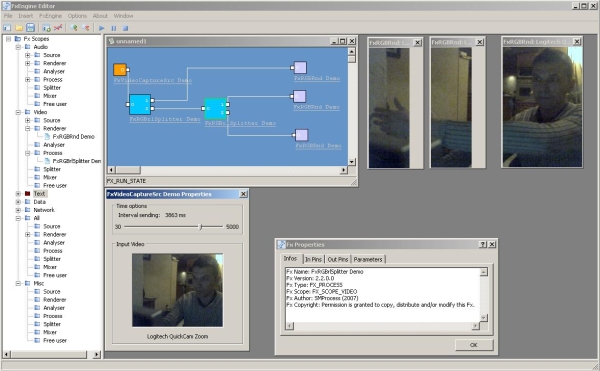 FxEngine Editor
File Insert FxEngine Options About Window
Fx Scopes
Audio
Source
Renderer
Analyser
Process
Splitter
Mixer
Free user
Video
Source
Renderer
FxRGBRnd Demo
Analyser
Process
FxRGBrlSplitter Den
Splitter
Mixer
Free user
Text
Data
Network
All
Source
Renderer
Analyser
Process
Splitter
Mixer
Free user
Misc
Source
Renderer
Analyser
Process
Splitter
Mixer
Free user
unnamed1
FxVideoCaptureSrc Demo
FxRGBrlSplitter Demo
FxRGBrlSplitter Demo
FxRGBRnd Demo
FxRGBRnd Demo
FxRGBRnd Demo
FX_RUN_STATE
FxRGBRnd: L
FxRGBRnd: Log
FxRGBRnd: Logitech
FxVideoCaptureSrc Demo Properties
Time options
Interval sending: 3863 ms
30 5000
Input Video
Logitech QuickCam Zoom
Fx Properties
Infos In Pins Out Pins Parameters
Fx Name: FxRGBrlSplitter Demo
Fx Version: 2.2.0.0
Fx Type: FX_PROCESS
Fx Scope: FX_SCOPE_VIDEO
Fx Author: SMProcess (2007)
Fx Copyright: Permission is granted to copy, distribute and/or modify this Fx.
OK